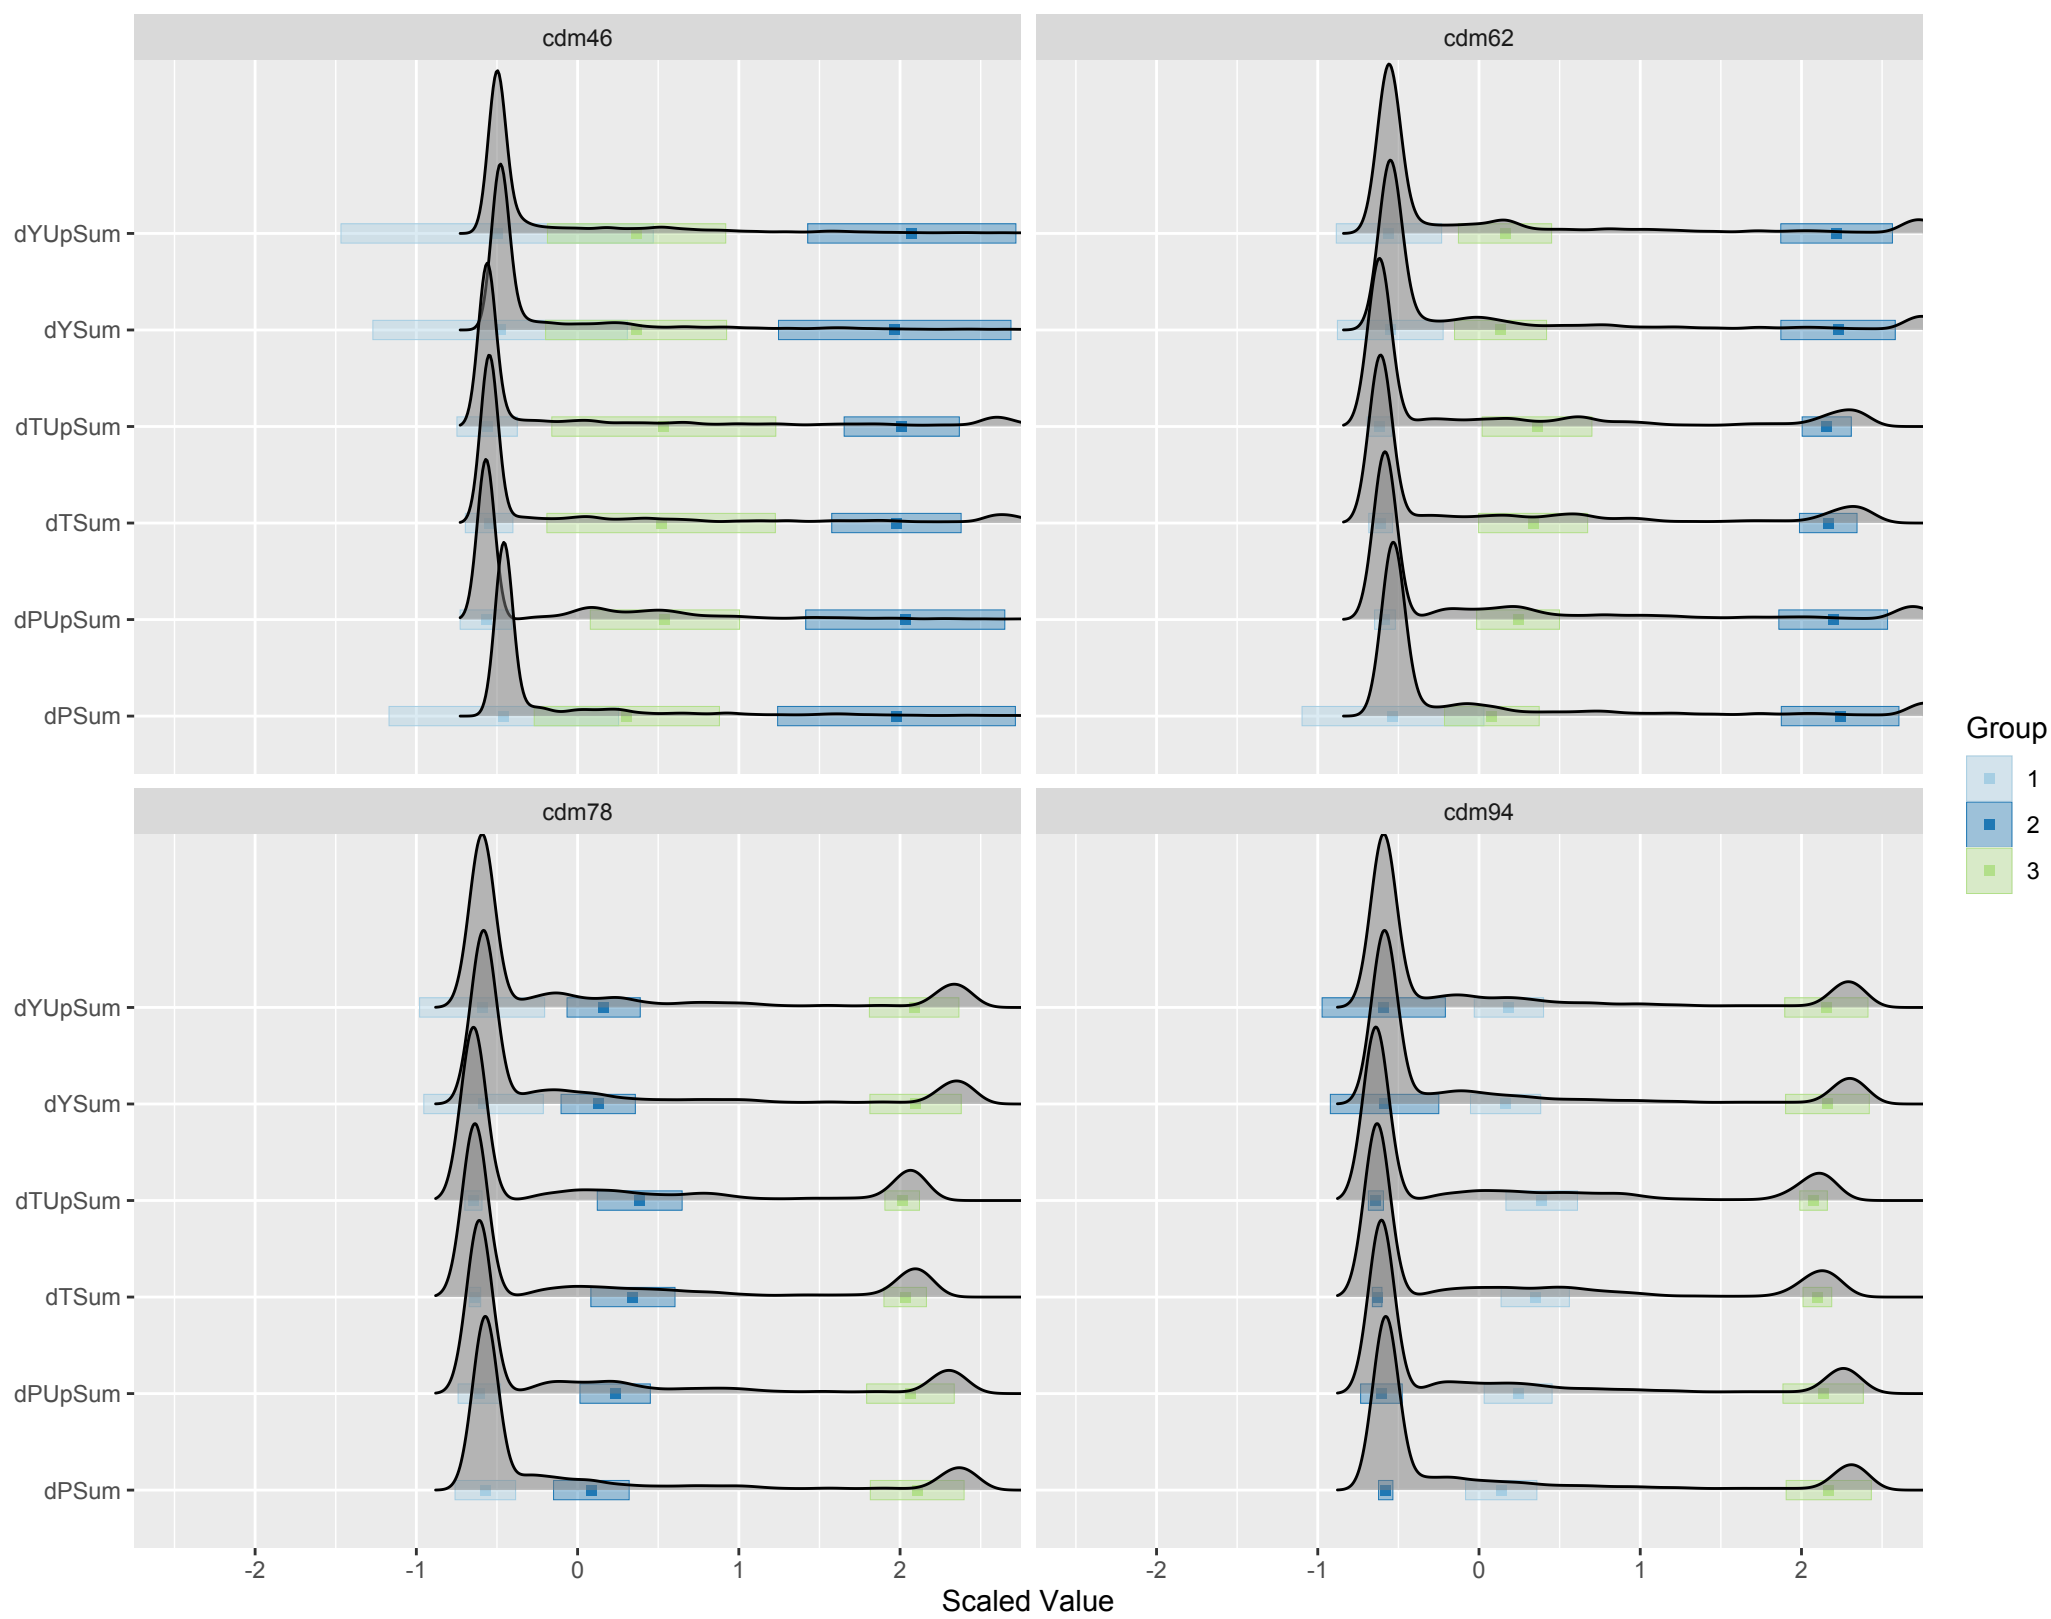 cdm46
cdm62
dYUpSum
dYSum
dTUpSum
dTSum
dPUpSum
dPSum
Group
1
2
3
cdm78
cdm94
dYUpSum
dYSum
dTUpSum
dTSum
dPUpSum
dPSum
-2 -1 0 1 2
-2 -1 0 1 2
Scaled Value